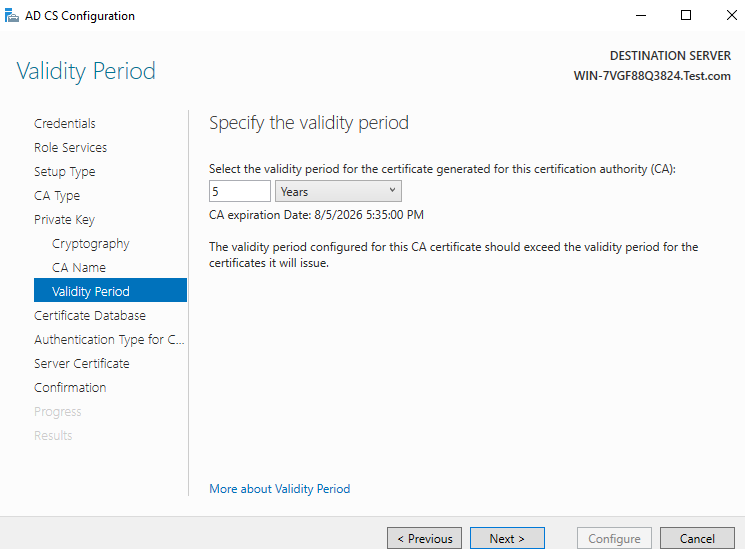 AD CS Configuration
DESTINATION SERVER
WIN-7VGF88Q3824.Test.com
Validity Period
Credentials
Role Services
Setup Type
CA Type
Private Key
Cryptography
CA Name
Validity Period
Certificate Database
Authentication Type for C...
Server Certificate
Confirmation
Progress
Results
Specify the validity period
Select the validity period for the certificate generated for this certification authority (CA):
5 Years
CA expiration Date: 8/5/2026 5:35:00 PM
The validity period configured for this CA certificate should exceed the validity period for the
certificates it will issue.
More about Validity Period
< Previous Next > Configure Cancel